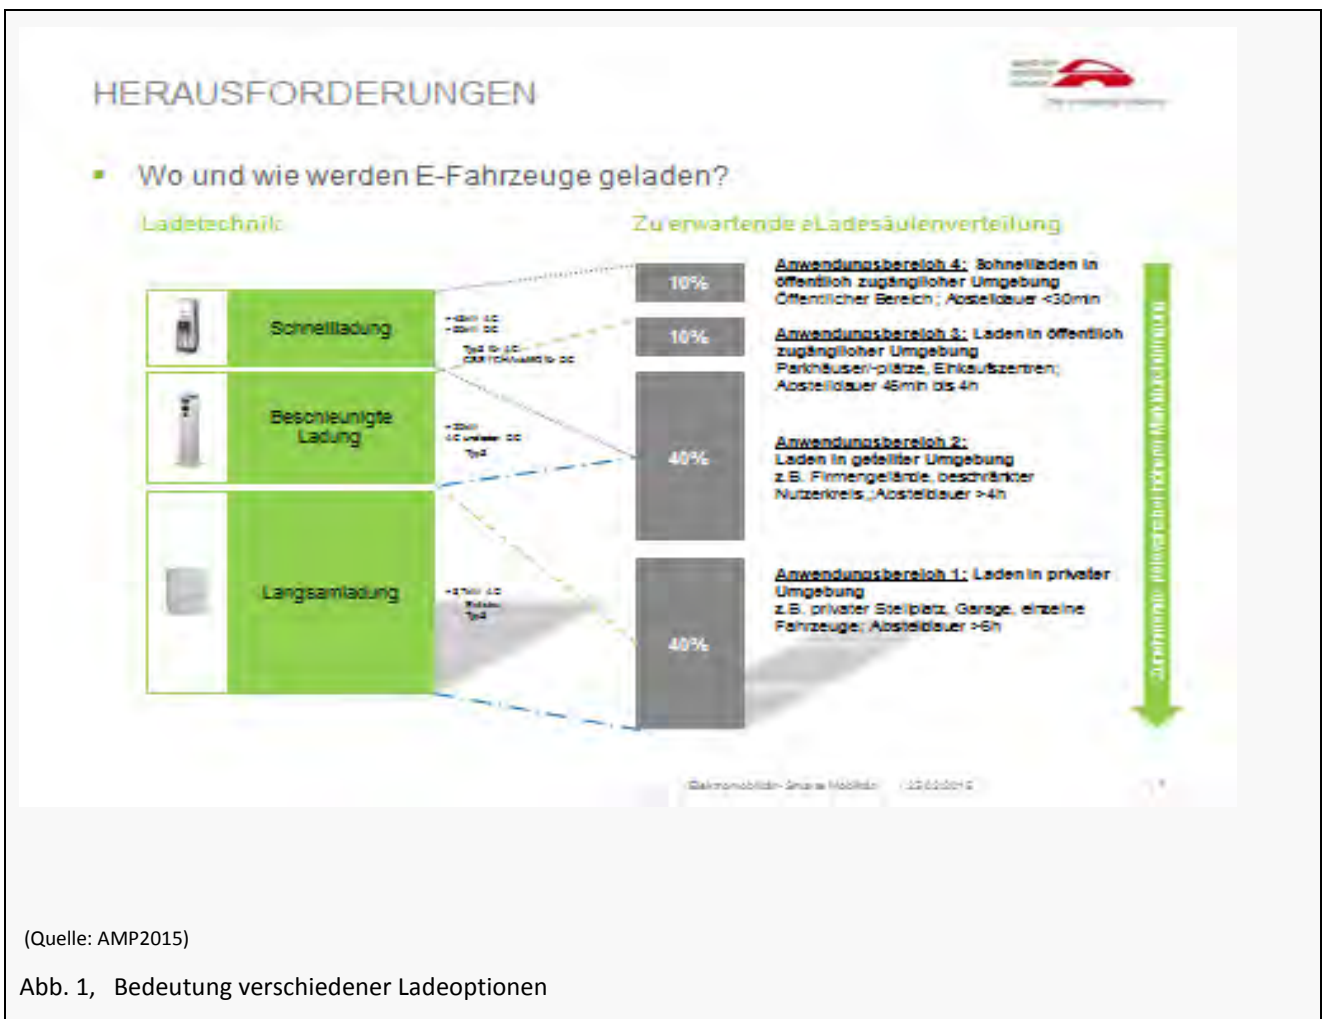 HERAUSFORDERUNGEN
Wo und wie werden E-Fahrzeuge geladen?
Ladetechnik
Zu erwartende eLadesäulenverteilung
Schnellladung
Beschleunigte
Ladung
Typ2
Langsamladung
Typ2
10%
10%
40%
40%
Anwendungsbereich 4: Schnellladen in
öffentlich zugänglicher Umgebung
Öffentlicher Bereich ; Abstelldauer <30min
Anwendungsbereich 3: Laden in öffentlich
zugänglicher Umgebung
Parkhäuser/-plätze, Einkaufszentren;
Abstelldauer 45min bis 4h
Anwendungsbereich 2:
Laden in geteilter Umgebung
z.B. Firmengelände, beschränkter
Nutzerkreis,;Abstelldauer >4h
Anwendungsbereich 1: Laden in privater
Umgebung
z.B. privater Stellplatz, Garage, einzelne
Fahrzeuge; Abstelldauer >6h
(Quelle: AMP2015)
Abb. 1, Bedeutung verschiedener Ladeoptionen